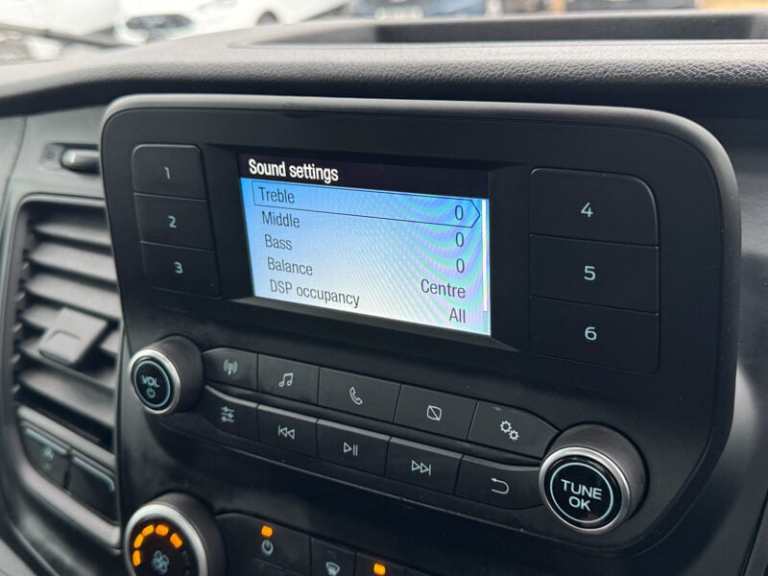 Sound settings
Treble 0
Middle 0
Bass 0
Balance Centre
DSP occupancy All
1
2
3
4
5
6
VOL
TUNE
OK